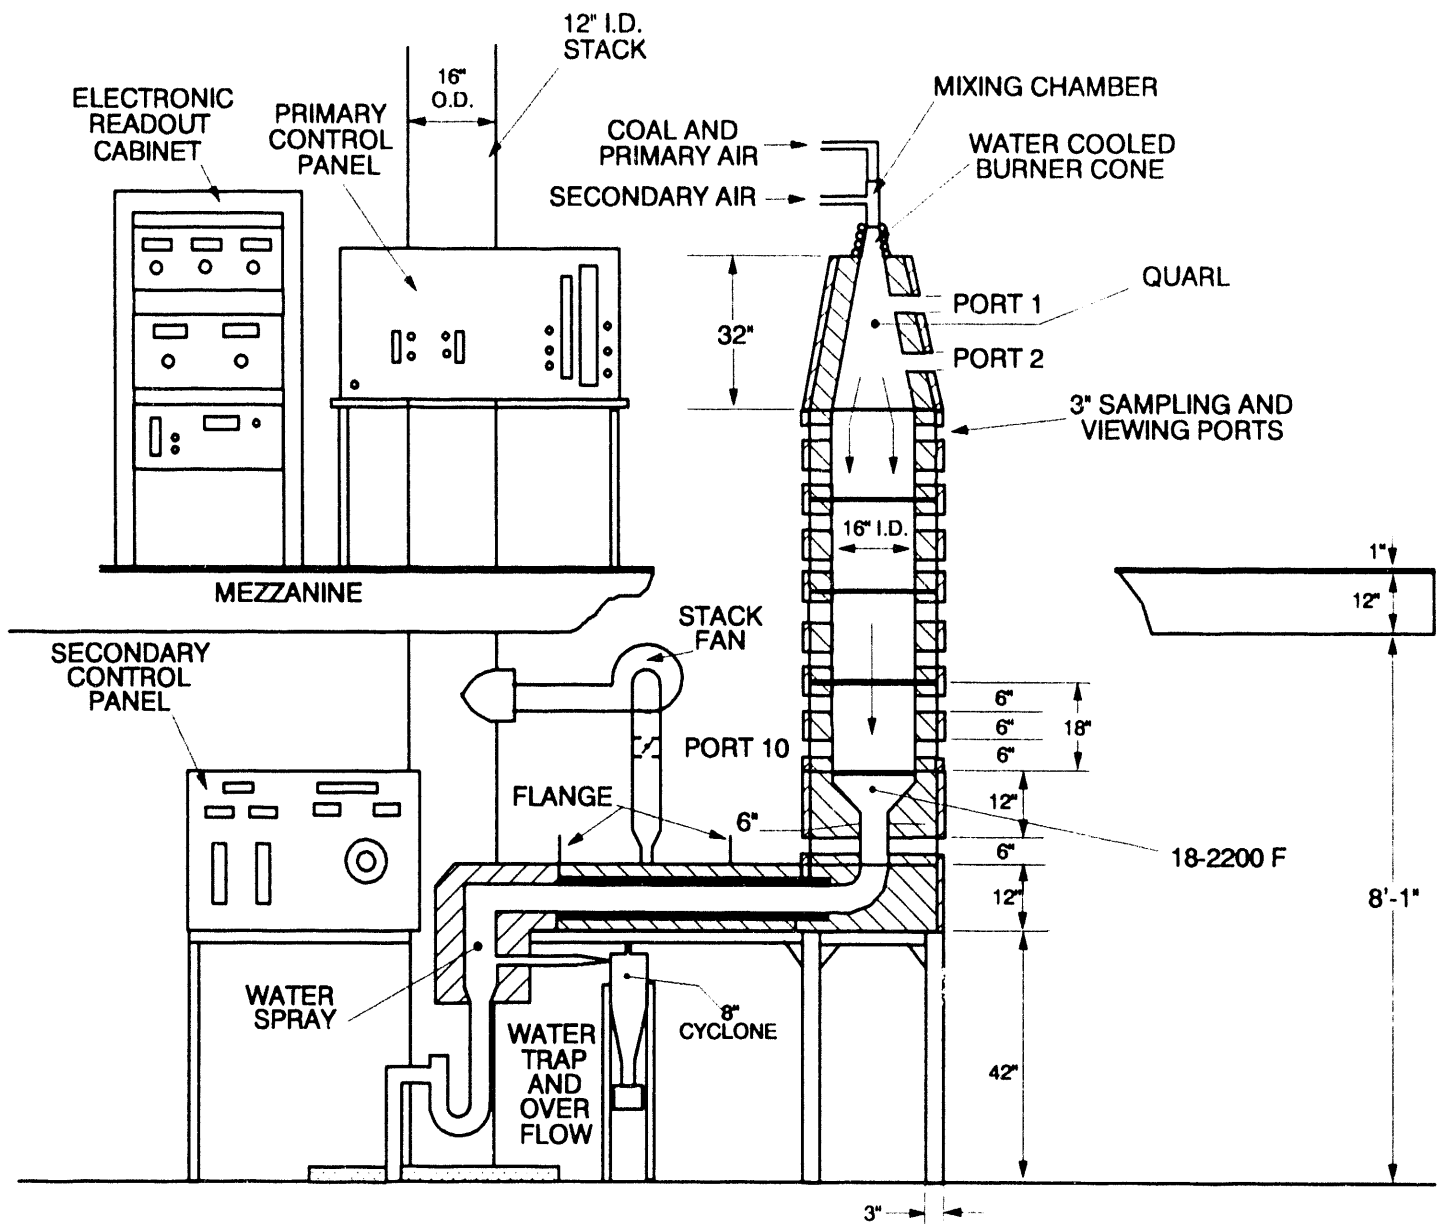 12" I.D.
STACK
16"
O.D.
ELECTRONIC
READOUT
CABINET
PRIMARY
CONTROL
PANEL
MIXING CHAMBER
COAL AND
PRIMARY AIR
WATER COOLED
BURNER CONE
SECONDARY AIR
QUARL
PORT 1
32"
PORT 2
3" SAMPLING AND
VIEWING PORTS
16" I.D.
1"
12"
MEZZANINE
STACK
FAN
SECONDARY
CONTROL
PANEL
6"
6"
18"
6"
PORT 10
FLANGE
12"
6"
6"
18-2200 F
12"
8'-1"
WATER
SPRAY
8"
CYCLONE
WATER
TRAP
AND
OVER
FLOW
42"
3"